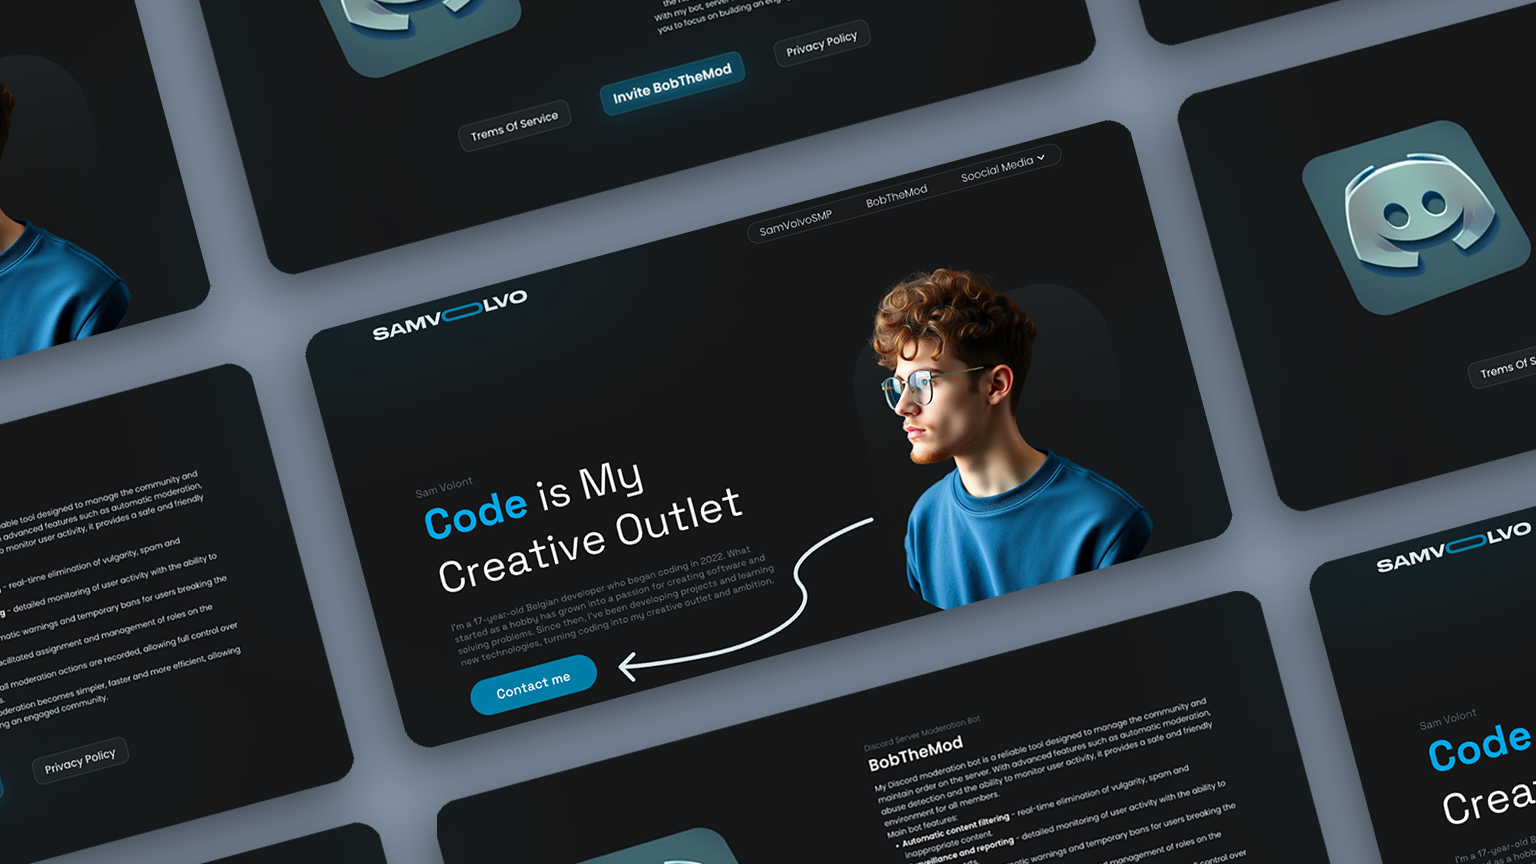 With my bot, server
you to focus on building an eng
Trems Of Service
Invite BobTheMod
Privacy Policy
SAMVOLVO
SamVolvoSMP
BobTheMod
Soocial Media
Sam Volont
Code is My
Creative Outlet
I'm a 17-year-old Belgian developer who began coding in 2022. What
started as a hobby has grown into a passion for creating software and
solving problems. Since then, I've been developing projects and learning
new technologies, turning coding into my creative outlet and ambition.
Contact me
Trems Of S
liable tool designed to manage the community and
h advanced features such as automatic moderation,
o monitor user activity, it provides a safe and friendly
- real-time elimination of vulgarity, spam and
g - detailed monitoring of user activity with the ability to
matic warnings and temporary bans for users breaking the
acilitated assignment and management of roles on the
all moderation actions are recorded, allowing full control over
s.
oderation becomes simpler, faster and more efficient, allowing
ng an engaged community.
Privacy Policy
Discord Server Moderation Bot
BobTheMod
My Discord moderation bot is a reliable tool designed to manage the community and
maintain order on the server. With advanced features such as automatic moderation,
abuse detection and the ability to monitor user activity, it provides a safe and friendly
environment for all members.
Main bot features:
• Automatic content filtering - real-time elimination of vulgarity, spam and
inappropriate content.
rveillance and reporting - detailed monitoring of user activity with the ability to
matic warnings and temporary bans for users breaking the
management of roles on the
full control over
SAMVOLVO
Sam Volont
Code
Crea
I'm a 17-year-old B